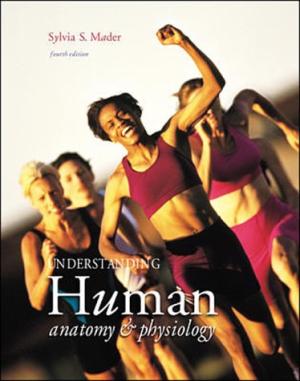 Sylvia S. Mader
fourth edition
UNDERSTANDING
Human
anatomy & physiology